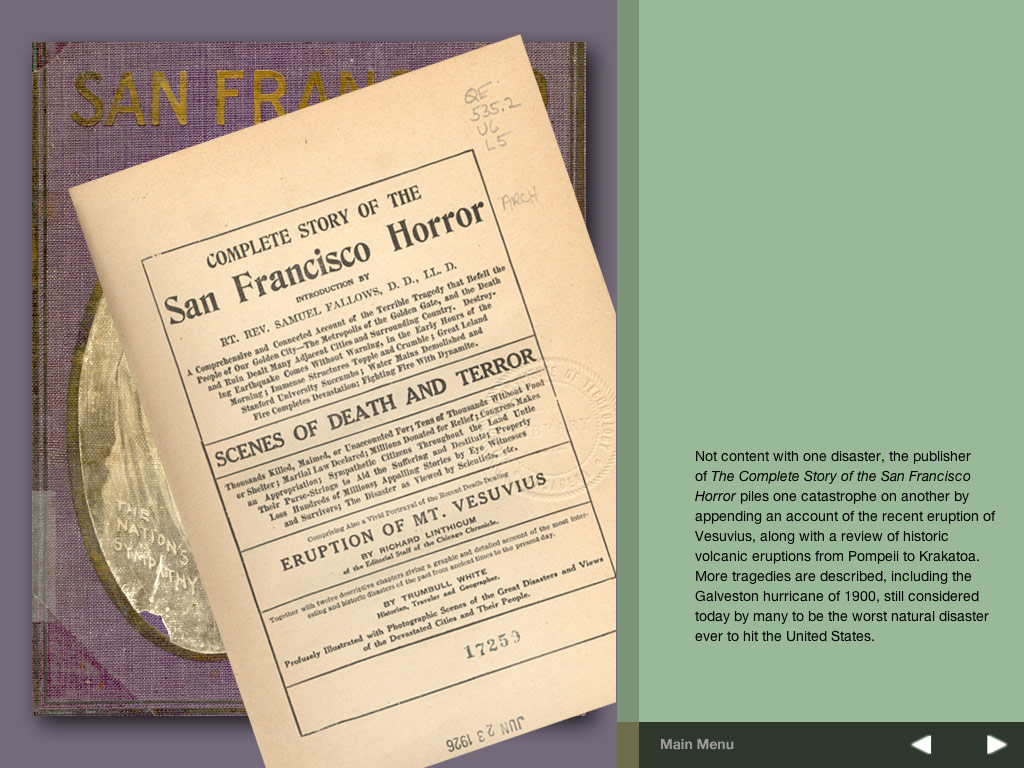 SAN FRAN
COMPLETE STORY OF THE
San Francisco Horror
INTRODUCTION BY
RT. REV. SAMUEL FALLOWS, D. D., LL. D.
A Comprehensive and Connected Account of the Terrible Tragedy that Befell the
People of Our Golden City—The Metropolis of the Golden Gate, and the Death
and Ruin Dealt Many Adjacent Cities and Surrounding Country. Destroy-
ing Earthquake Comes Without Warning, in the Early Hours of the
Morning; Immense Structures Topple and Crumble; Great Leland
Stanford University Succumbs; Water Mains Demolished and
Fire Completes Devastation; Fighting Fire With Dynamite.
SCENES OF DEATH AND TERROR
Thousands Killed, Maimed, or Unaccounted For; Tens of Thousands Without Food
or Shelter; Martial Law Declared; Millions Donated for Relief; Congress Makes
an Appropriation; Sympathetic Citizens Throughout the Land Untie
Their Purse-Strings to Aid the Suffering and Destitute; Property
Loss Hundreds of Millions; Appalling Stories by Eye Witnesses
and Survivors; The Disaster as Viewed by Scientists, etc.
Comprising Also a Vivid Portrayal of the Recent Death-Dealing
ERUPTION OF MT. VESUVIUS
BY RICHARD LINTHICUM
of the Editorial Staff of the Chicago Chronicle.
Together with twelve descriptive chapters giving a graphic and detailed account of the most inter-
esting and historic disasters of the past from ancient times to the present day.
BY TRUMBULL WHITE
Historian, Traveler and Geographer.
Profusely Illustrated with Photographic Scenes of the Great Disasters and Views
of the Devastated Cities and Their People.
17259
JUN 23 1926
QE
535.2
U6
L5
ARCH
THE
NATION'S
SYMPATHY
Not content with one disaster, the publisher
of The Complete Story of the San Francisco
Horror piles one catastrophe on another by
appending an account of the recent eruption of
Vesuvius, along with a review of historic
volcanic eruptions from Pompeii to Krakatoa.
More tragedies are described, including the
Galveston hurricane of 1900, still considered
today by many to be the worst natural disaster
ever to hit the United States.
Main Menu